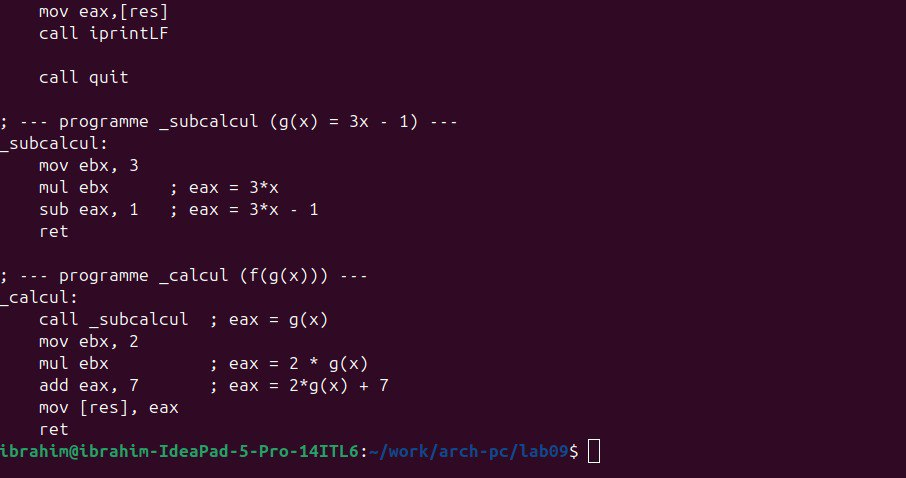 mov eax,[res]
call iprintLF
call quit
; --- programme _subcalcul (g(x) = 3x - 1) ---
_subcalcul:
mov ebx, 3
mul ebx ; eax = 3*x
sub eax, 1 ; eax = 3*x - 1
ret
; --- programme _calcul (f(g(x))) ---
_calcul:
call _subcalcul ; eax = g(x)
mov ebx, 2
mul ebx ; eax = 2 * g(x)
add eax, 7 ; eax = 2*g(x) + 7
mov [res], eax
ret
ibrahim@ibrahim-IdeaPad-5-Pro-14ITL6:~/work/arch-pc/lab09$